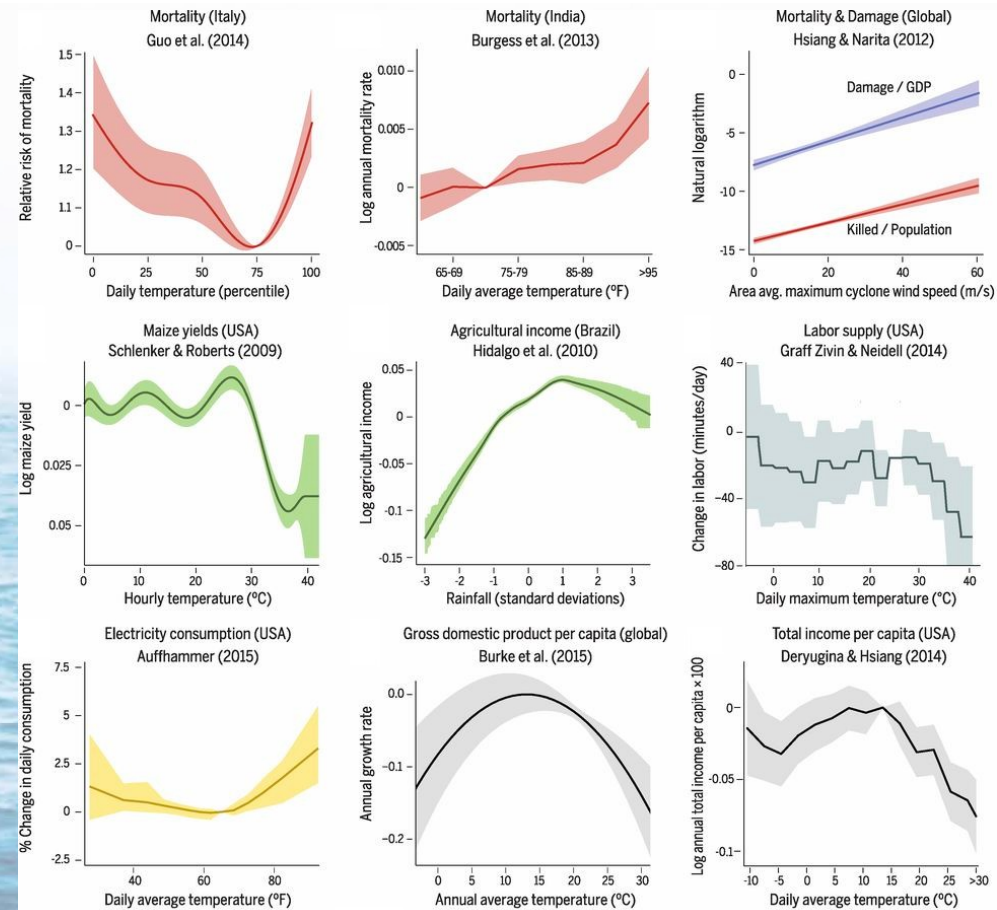 Mortality (Italy)
Guo et al. (2014)
Relative risk of mortality
1.5
1.4
1.3
1.2
1.1
0
0 25 50 75 100
Daily temperature (percentile)
Mortality (India)
Burgess et al. (2013)
Log annual mortality rate
0.010
0.005
0
-0.005
65-69 75-79 85-89 >95
Daily average temperature (ºF)
Mortality & Damage (Global)
Hsiang & Narita (2012)
Natural logarithm
0
-5
-10
-15
Damage / GDP
Killed / Population
0 20 40 60
Area avg. maximum cyclone wind speed (m/s)
Maize yields (USA)
Schlenker & Roberts (2009)
Log maize yield
0
0.025
0.05
0 10 20 30 40
Hourly temperature (ºC)
Agricultural income (Brazil)
Hidalgo et al. (2010)
Log agricultural income
0.05
0
-0.05
-0.1
-0.15
-3 -2 -1 0 1 2 3
Rainfall (standard deviations)
Labor supply (USA)
Graff Zivin & Neidell (2014)
Change in labor (minutes/day)
40
0
−40
−80
0 10 20 30 40
Daily maximum temperature (°C)
Electricity consumption (USA)
Auffhammer (2015)
% Change in daily consumption
7.5
5
2.5
0
-2.5
40 60 80
Daily average temperature (ºF)
Gross domestic product per capita (global)
Burke et al. (2015)
Annual growth rate
0.0
−0.1
−0.2
0 5 10 15 20 25 30
Annual average temperature (ºC)
Total income per capita (USA)
Deryugina & Hsiang (2014)
Log annual total income per capita × 100
0
-0.05
-0.1
-10 -5 0 5 10 15 20 25 >30
Daily average temperature (ºC)